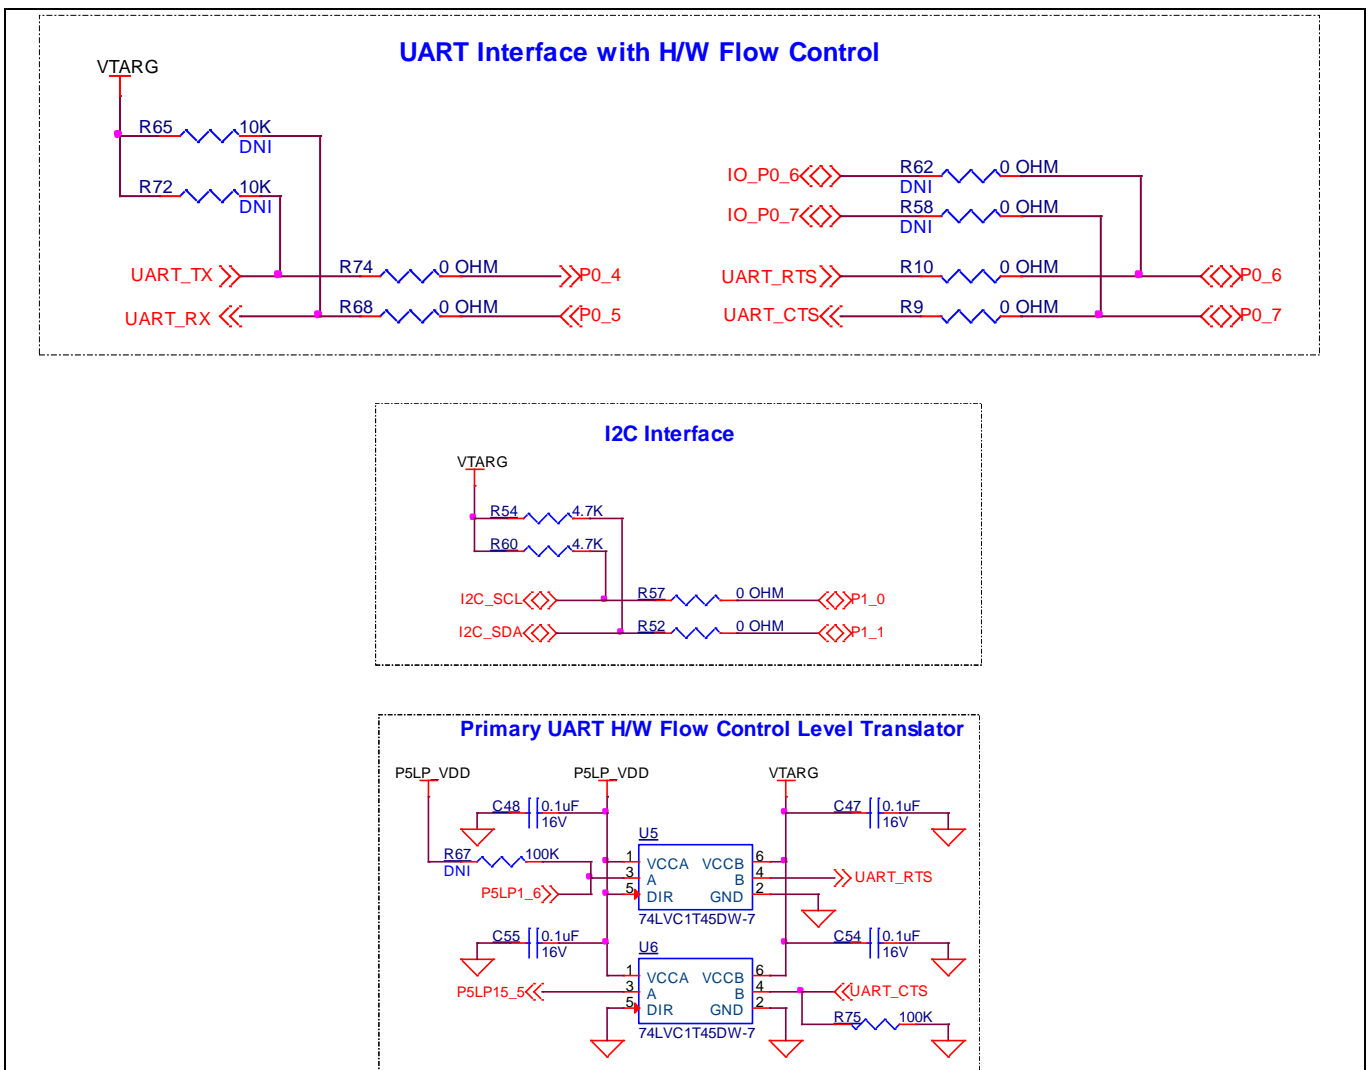 UART Interface with H/W Flow Control
VTARG
R65 10K
DNI
R72 10K
DNI
UART_TX R74 0 OHM P0_4
UART_RX R68 0 OHM P0_5
IO_P0_6 R62 0 OHM
DNI
IO_P0_7 R58 0 OHM
DNI
UART_RTS R10 0 OHM P0_6
UART_CTS R9 0 OHM P0_7
I2C Interface
VTARG
R54 4.7K
R60 4.7K
I2C_SCL R57 0 OHM P1_0
I2C_SDA R52 0 OHM P1_1
Primary UART H/W Flow Control Level Translator
P5LP_VDD P5LP_VDD VTARG
C48 0.1uF C47 0.1uF
16V 16V
U5
R67 100K 1 VCCA VCCB 6
DNI 3 A B 4 UART_RTS
P5LP1_6 5 DIR GND 2
74LVC1T45DW-7
C55 0.1uF C54 0.1uF
16V 16V
U6
1 VCCA VCCB 6
P5LP15_5 3 A B 4 UART_CTS
5 DIR GND 2
R75 100K
74LVC1T45DW-7